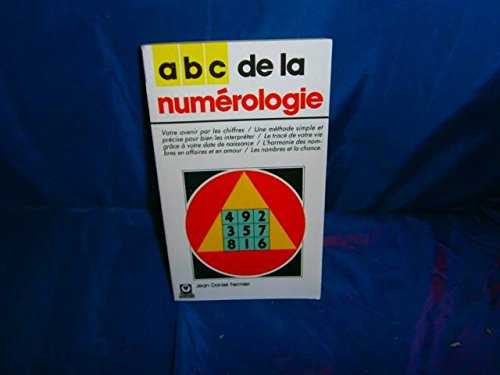 abc de la
numérologie
Votre avenir par les chiffres / Une méthode simple et
précise pour bien les interpréter / Le tracé de votre vie
grâce à votre date de naissance / L'harmonie des nom-
bres en affaires et en amour / Les nombres et la chance.
4 9 2
3 5 7
8 1 6
Jean Daniel Fermier